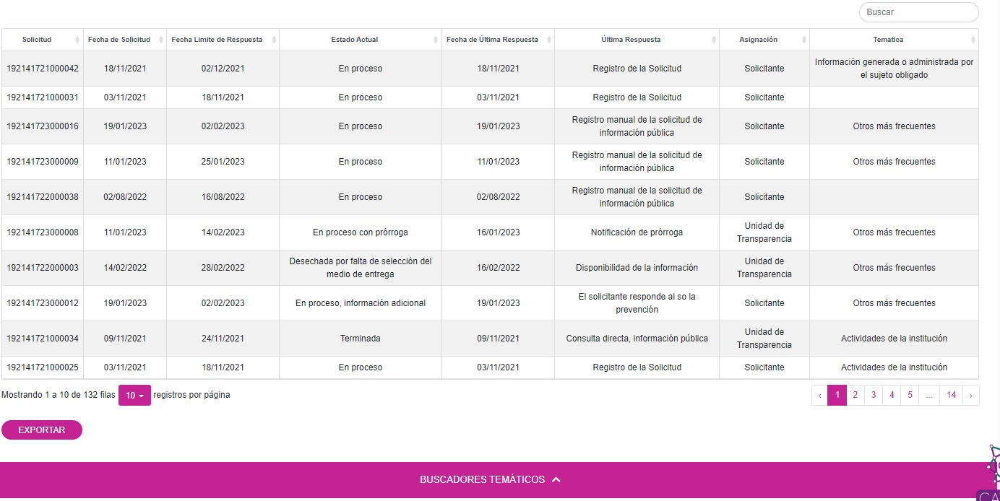 Buscar
Solicitud Fecha de Solicitud Fecha Limite de Respuesta Estado Actual Fecha de Última Respuesta Última Respuesta Asignación Tematica
192141721000042 18/11/2021 02/12/2021 En proceso 18/11/2021 Registro de la Solicitud Solicitante Información generada o administrada por
el sujeto obligado
192141721000031 03/11/2021 18/11/2021 En proceso 03/11/2021 Registro de la Solicitud Solicitante
192141723000016 19/01/2023 02/02/2023 En proceso 19/01/2023 Registro manual de la solicitud de
información pública Solicitante Otros más frecuentes
192141723000009 11/01/2023 25/01/2023 En proceso 11/01/2023 Registro manual de la solicitud de
información pública Solicitante Otros más frecuentes
192141722000038 02/08/2022 16/08/2022 En proceso 02/08/2022 Registro manual de la solicitud de
información pública Solicitante
192141723000008 11/01/2023 14/02/2023 En proceso con prórroga 16/01/2023 Notificación de prórroga Unidad de
Transparencia Otros más frecuentes
192141722000003 14/02/2022 28/02/2022 Desechada por falta de selección del
medio de entrega 16/02/2022 Disponibilidad de la información Unidad de
Transparencia Otros más frecuentes
192141723000012 19/01/2023 02/02/2023 En proceso, información adicional 19/01/2023 El solicitante responde al so la
prevención Solicitante Otros más frecuentes
192141721000034 09/11/2021 24/11/2021 Terminada 09/11/2021 Consulta directa, información pública Unidad de
Transparencia Actividades de la institución
192141721000025 03/11/2021 18/11/2021 En proceso 03/11/2021 Registro de la Solicitud Solicitante Actividades de la institución
Mostrando 1 a 10 de 132 filas 10 registros por página ‹ 1 2 3 4 5 ... 14 ›
EXPORTAR
BUSCADORES TEMÁTICOS